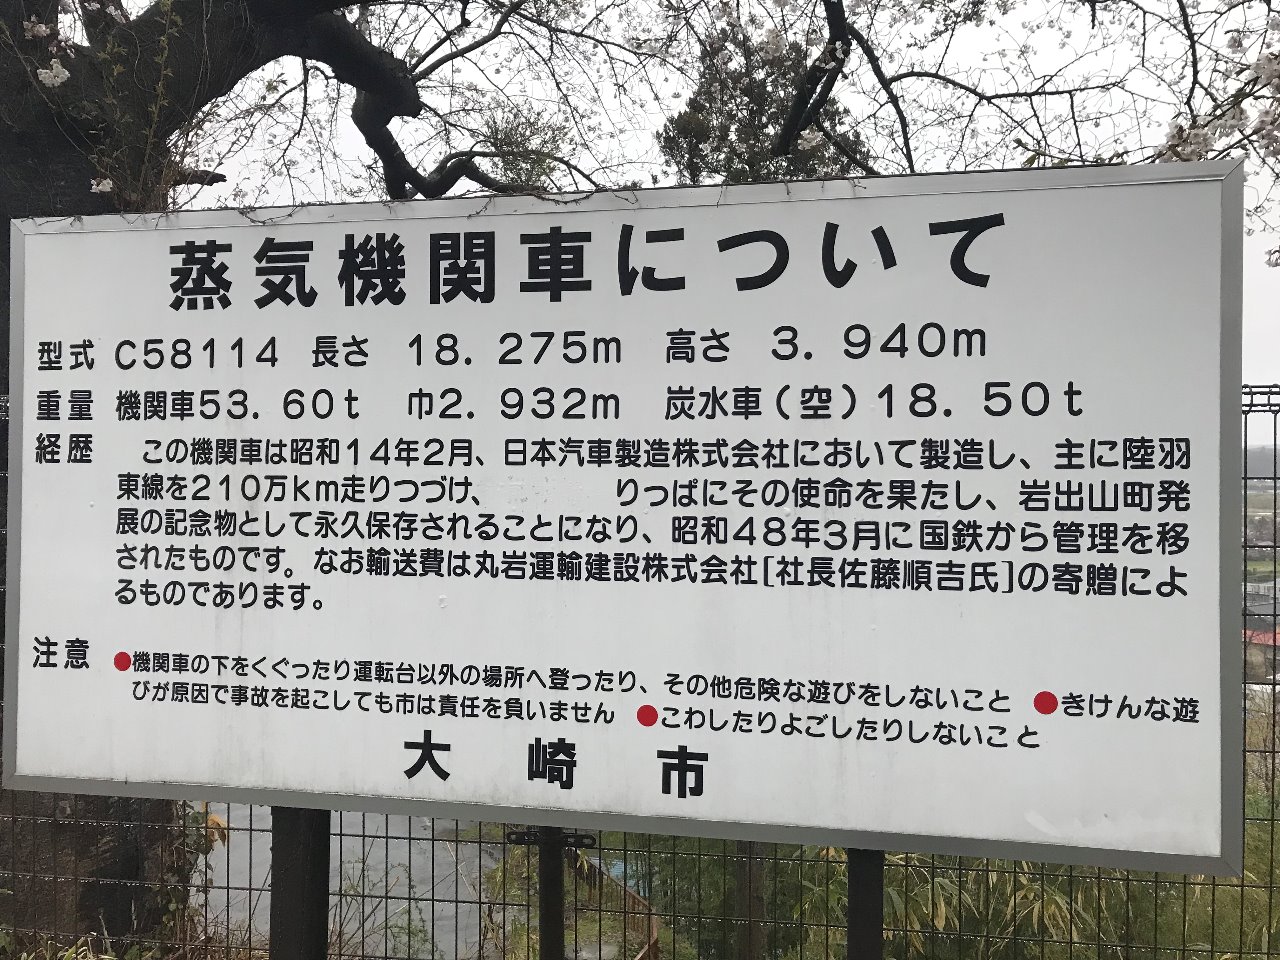 蒸気機関車について
型式 C58114 長さ 18.275m 高さ 3.940m
重量 機関車53.60t 巾2.932m 炭水車(空)18.50t
経歴 この機関車は昭和14年2月、日本汽車製造株式会社において製造し、主に陸羽
東線を210万km走りつづけ、 りっぱにその使命を果たし、岩出山町発
展の記念物として永久保存されることになり、昭和48年3月に国鉄から管理を移
されたものです。なお輸送費は丸岩運輸建設株式会社[社長佐藤順吉氏]の寄贈によ
るものであります。
注意 ●機関車の下をくぐったり運転台以外の場所へ登ったり、その他危険な遊びをしないこと ●きけんな遊
びが原因で事故を起こしても市は責任を負いません ●こわしたりよごしたりしないこと
大崎市